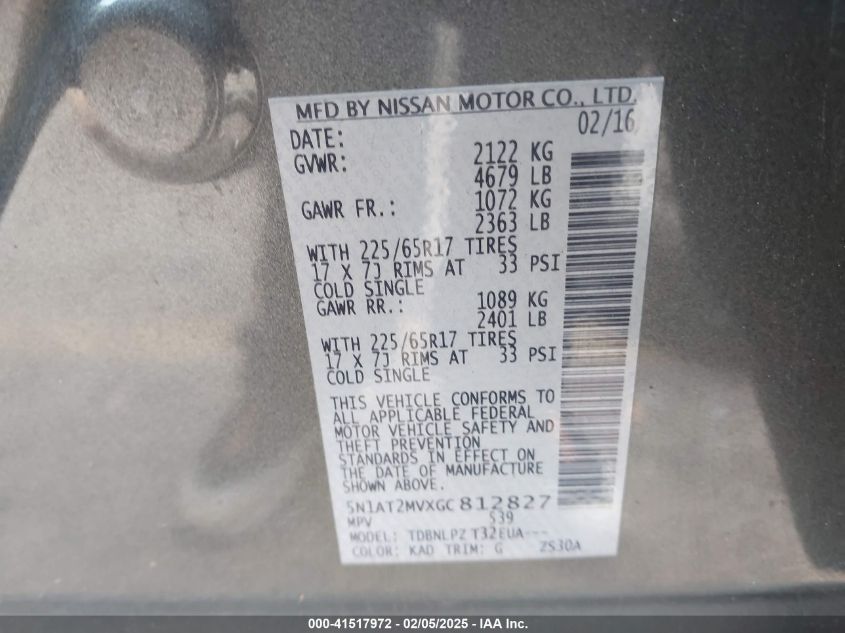 MFD BY NISSAN MOTOR CO., LTD.
DATE: 02/16
GVWR: 2122 KG
4679 LB
GAWR FR.: 1072 KG
2363 LB
WITH 225/65R17 TIRES
17 X 7J RIMS AT 33 PSI
COLD SINGLE
GAWR RR.: 1089 KG
2401 LB
WITH 225/65R17 TIRES
17 X 7J RIMS AT 33 PSI
COLD SINGLE
THIS VEHICLE CONFORMS TO
ALL APPLICABLE FEDERAL
MOTOR VEHICLE SAFETY AND
THEFT PREVENTION
STANDARDS IN EFFECT ON
THE DATE OF MANUFACTURE
SHOWN ABOVE.
5N1AT2MVXGC812827
MPV 539
MODEL: TDBNLPZ T32EUA---
COLOR: KAD TRIM: G ZS30A
000-41517972 - 02/05/2025 - IAA Inc.